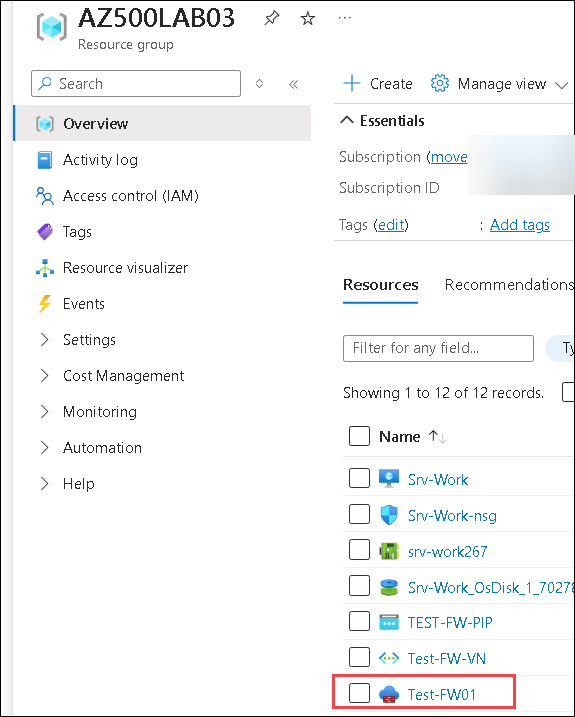 AZ500LAB03
Resource group
Search
Overview
Activity log
Access control (IAM)
Tags
Resource visualizer
Events
Settings
Cost Management
Monitoring
Automation
Help
Create
Manage view
Essentials
Subscription (move
Subscription ID
Tags (edit) : Add tags
Resources Recommendations
Filter for any field... Ty
Showing 1 to 12 of 12 records.
Name
Srv-Work
Srv-Work-nsg
srv-work267
Srv-Work_OsDisk_1_70278
TEST-FW-PIP
Test-FW-VN
Test-FW01